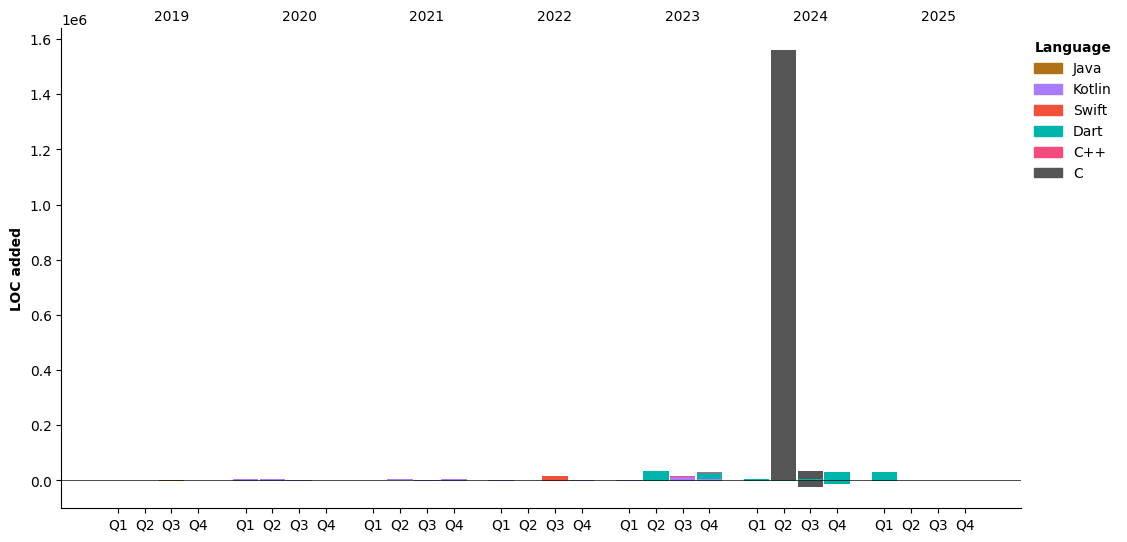 1e6
2019 2020 2021 2022 2023 2024 2025
1.6
1.4
1.2
1.0
0.8
0.6
0.4
0.2
0.0
LOC added
Q1 Q2 Q3 Q4 Q1 Q2 Q3 Q4 Q1 Q2 Q3 Q4 Q1 Q2 Q3 Q4 Q1 Q2 Q3 Q4 Q1 Q2 Q3 Q4 Q1 Q2 Q3 Q4
Language
Java
Kotlin
Swift
Dart
C++
C